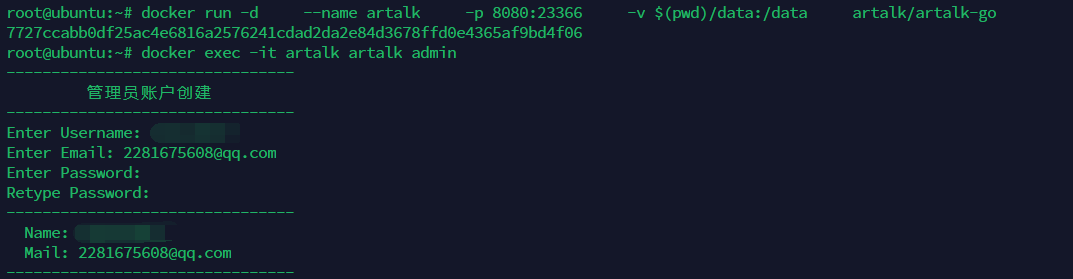 root@ubuntu:~# docker run -d --name artalk -p 8080:23366 -v $(pwd)/data:/data artalk/artalk-go
7727ccabb0df25ac4e6816a2576241cdad2da2e84d3678ffd0e4365af9bd4f06
root@ubuntu:~# docker exec -it artalk artalk admin
--------------------------------
管理员账户创建
--------------------------------
Enter Username:
Enter Email: 2281675608@qq.com
Enter Password:
Retype Password:
--------------------------------
Name:
Mail: 2281675608@qq.com
--------------------------------